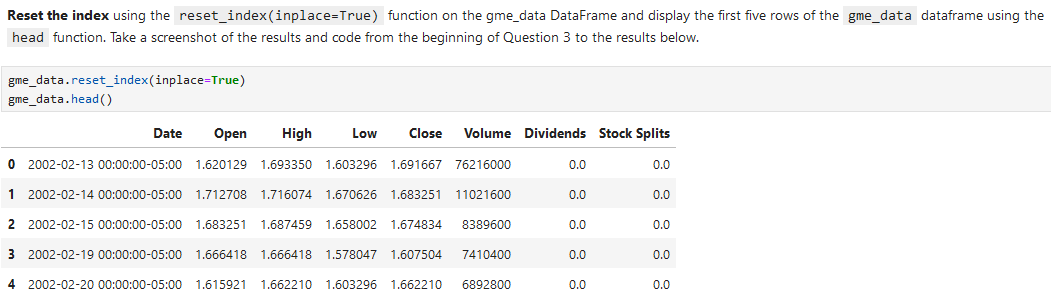 Reset the index using the reset_index(inplace=True) function on the gme_data DataFrame and display the first five rows of the gme_data dataframe using the
head function. Take a screenshot of the results and code from the beginning of Question 3 to the results below.
gme_data.reset_index(inplace=True)
gme_data.head()
Date Open High Low Close Volume Dividends Stock Splits
0 2002-02-13 00:00:00-05:00 1.620129 1.693350 1.603296 1.691667 76216000 0.0 0.0
1 2002-02-14 00:00:00-05:00 1.712708 1.716074 1.670626 1.683251 11021600 0.0 0.0
2 2002-02-15 00:00:00-05:00 1.683251 1.687459 1.658002 1.674834 8389600 0.0 0.0
3 2002-02-19 00:00:00-05:00 1.666418 1.666418 1.578047 1.607504 7410400 0.0 0.0
4 2002-02-20 00:00:00-05:00 1.615921 1.662210 1.603296 1.662210 6892800 0.0 0.0